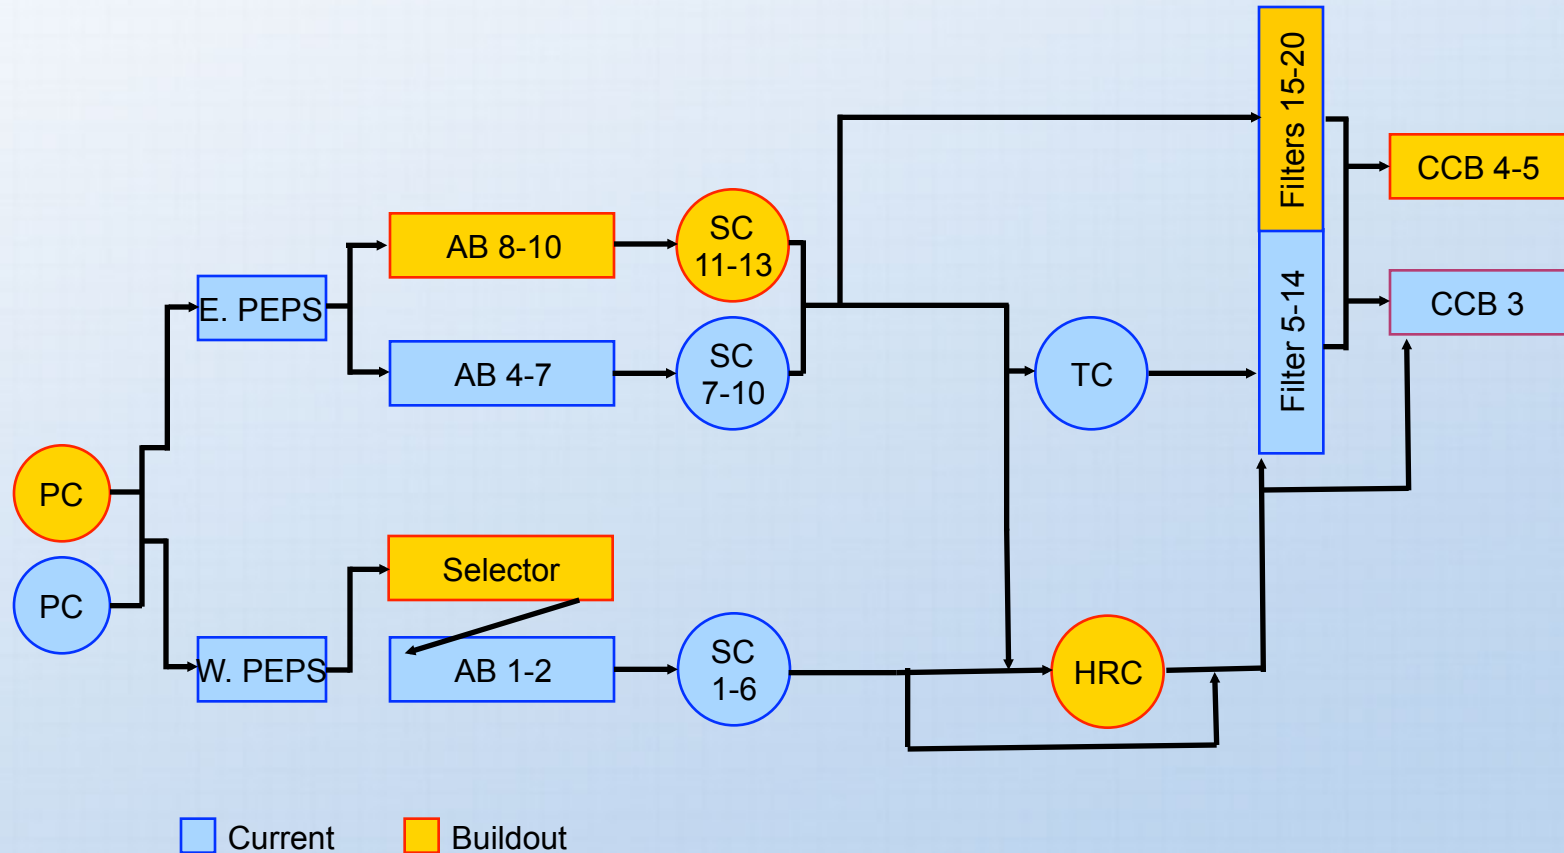 Filters 15-20
CCB 4-5
AB 8-10
SC
11-13
E. PEPS
Filter 5-14
CCB 3
AB 4-7
SC
7-10
TC
PC
Selector
PC
W. PEPS
AB 1-2
SC
1-6
HRC
Current
Buildout